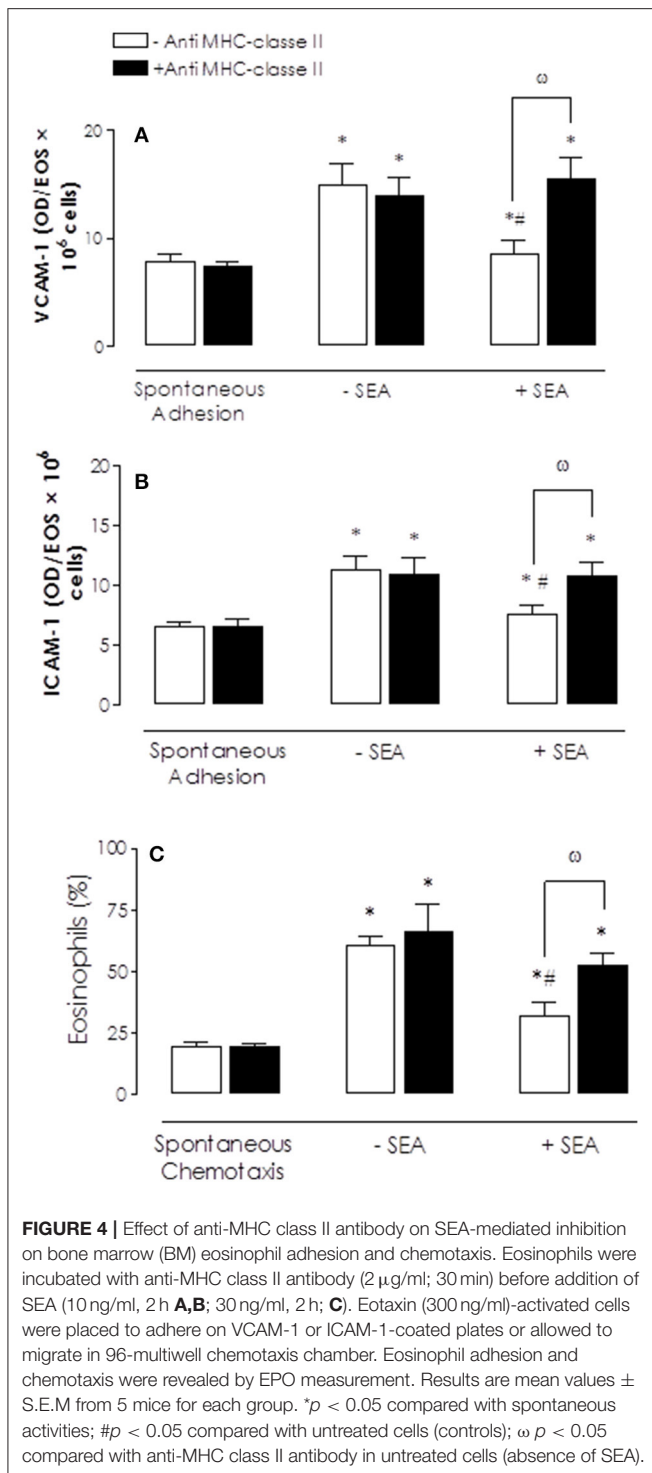 - Anti MHC-classe II
+Anti MHC-classe II
A
VCAM-1 (OD/EOS ×
10⁶ cells)
20
10
0
* * *# * ω
Spontaneous
Adhesion
- SEA
+ SEA
B
ICAM-1 (OD/EOS × 10⁶
cells)
20
15
10
5
0
* * * # * ω
Spontaneous
Adhesion
- SEA
+ SEA
C
Eosinophils (%)
100
75
50
25
0
* * *# * ω
Spontaneous
Chemotaxis
- SEA
+ SEA
FIGURE 4 | Effect of anti-MHC class II antibody on SEA-mediated inhibition
on bone marrow (BM) eosinophil adhesion and chemotaxis. Eosinophils were
incubated with anti-MHC class II antibody (2 μg/ml; 30 min) before addition of
SEA (10 ng/ml, 2 h A,B; 30 ng/ml, 2 h; C). Eotaxin (300 ng/ml)-activated cells
were placed to adhere on VCAM-1 or ICAM-1-coated plates or allowed to
migrate in 96-multiwell chemotaxis chamber. Eosinophil adhesion and
chemotaxis were revealed by EPO measurement. Results are mean values ±
S.E.M from 5 mice for each group. *p < 0.05 compared with spontaneous
activities; #p < 0.05 compared with untreated cells (controls); ω p < 0.05
compared with anti-MHC class II antibody in untreated cells (absence of SEA).